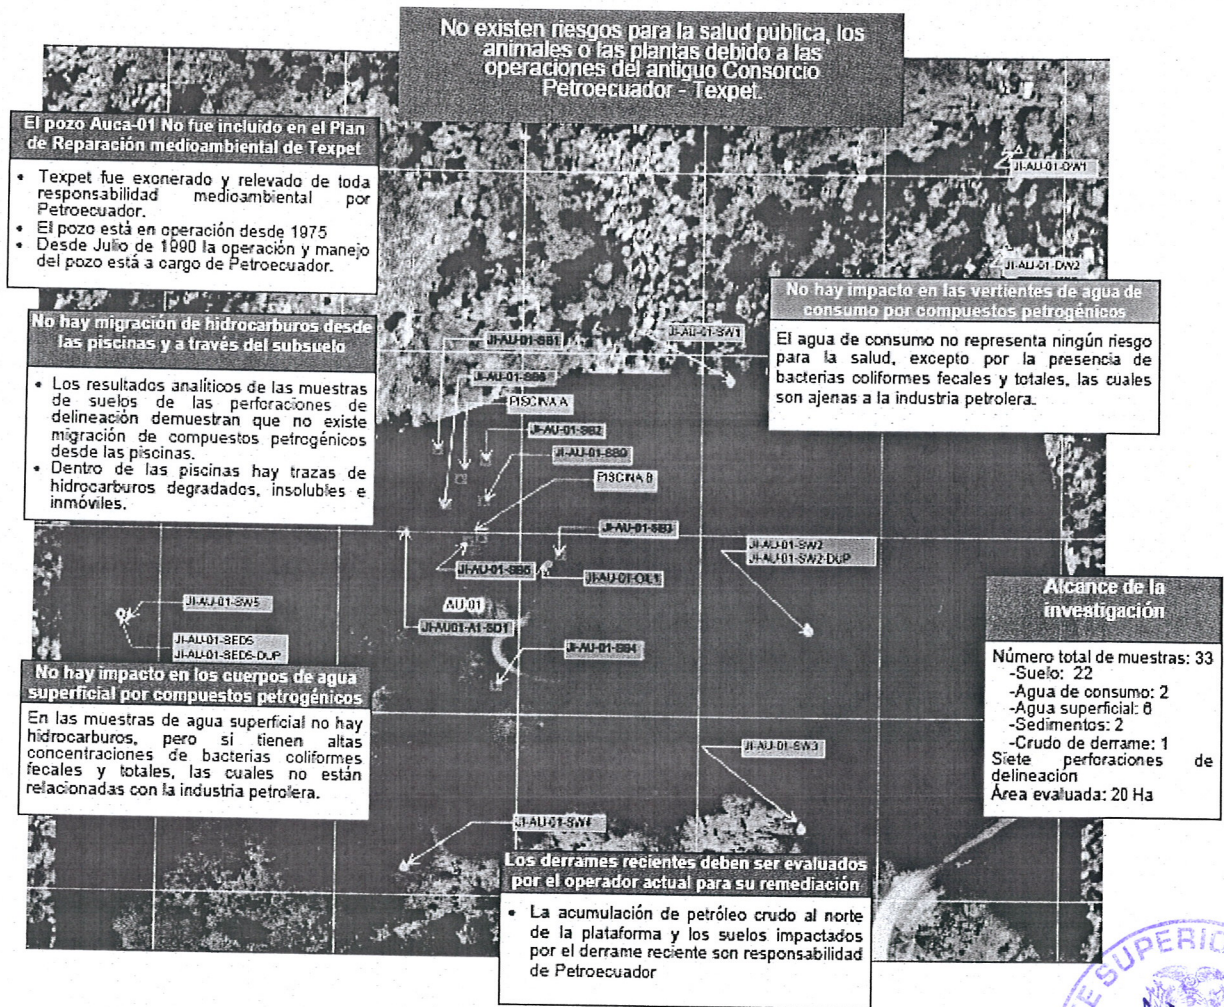 No existen riesgos para la salud pública, los
animales o las plantas debido a las
operaciones del antiguo Consorcio
Petroecuador - Texpet.
El pozo Auca-01 No fue incluido en el Plan
de Reparación medioambiental de Texpet
• Texpet fue exonerado y relevado de toda
responsabilidad medioambiental por
Petroecuador.
• El pozo está en operación desde 1975
• Desde Julio de 1990 la operación y manejo
del pozo está a cargo de Petroecuador.
JI-AU-01-DW1
JI-AU-01-DW2
No hay impacto en las vertientes de agua de
consumo por compuestos petrogénicos
El agua de consumo no representa ningún riesgo
para la salud, excepto por la presencia de
bacterias coliformes fecales y totales, las cuales
son ajenas a la industria petrolera.
No hay migración de hidrocarburos desde
las piscinas y a través del subsuelo
• Los resultados analíticos de las muestras
de suelos de las perforaciones de
delineación demuestran que no existe
migración de compuestos petrogénicos
desde las piscinas.
• Dentro de las piscinas hay trazas de
hidrocarburos degradados, insolubles e
inmóviles.
JI-AU-01-SB1
JI-AU-01-SW1
JI-AU-01-SB6
PISCINA A
JI-AU-01-SB2
JI-AU-01-SB9
PISCINA B
JI-AU-01-SB3
JI-AU-01-SW2
JI-AU-01-SW2-DUP
JI-AU-01-SB5
JI-AU-01-OIL1
JI-AU-01-SW5
AU-01
JI-AU01-A1-SD1
JI-AU-01-SED5
JI-AU-01-SED5-DUP
JI-AU-01-SB4
No hay impacto en los cuerpos de agua
superficial por compuestos petrogénicos
En las muestras de agua superficial no hay
hidrocarburos, pero si tienen altas
concentraciones de bacterias coliformes
fecales y totales, las cuales no están
relacionadas con la industria petrolera.
Alcance de la
investigación
Número total de muestras: 33
-Suelo: 22
-Agua de consumo: 2
-Agua superficial: 6
-Sedimentos: 2
-Crudo de derrame: 1
Siete perforaciones de
delineación
Área evaluada: 20 Ha
JI-AU-01-SW3
JI-AU-01-SW4
Los derrames recientes deben ser evaluados
por el operador actual para su remediación
• La acumulación de petróleo crudo al norte
de la plataforma y los suelos impactados
por el derrame reciente son responsabilidad
de Petroecuador